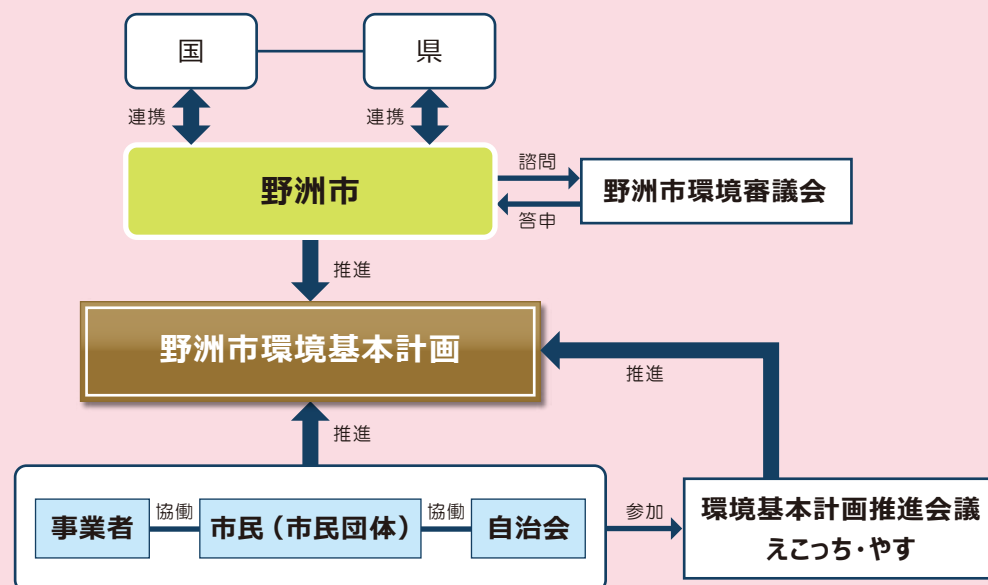 国
県
連携
連携
野洲市
諮問
答申
野洲市環境審議会
推進
野洲市環境基本計画
推進
推進
事業者
協働
市民（市民団体）
協働
自治会
参加
環境基本計画推進会議
えこっち・やす